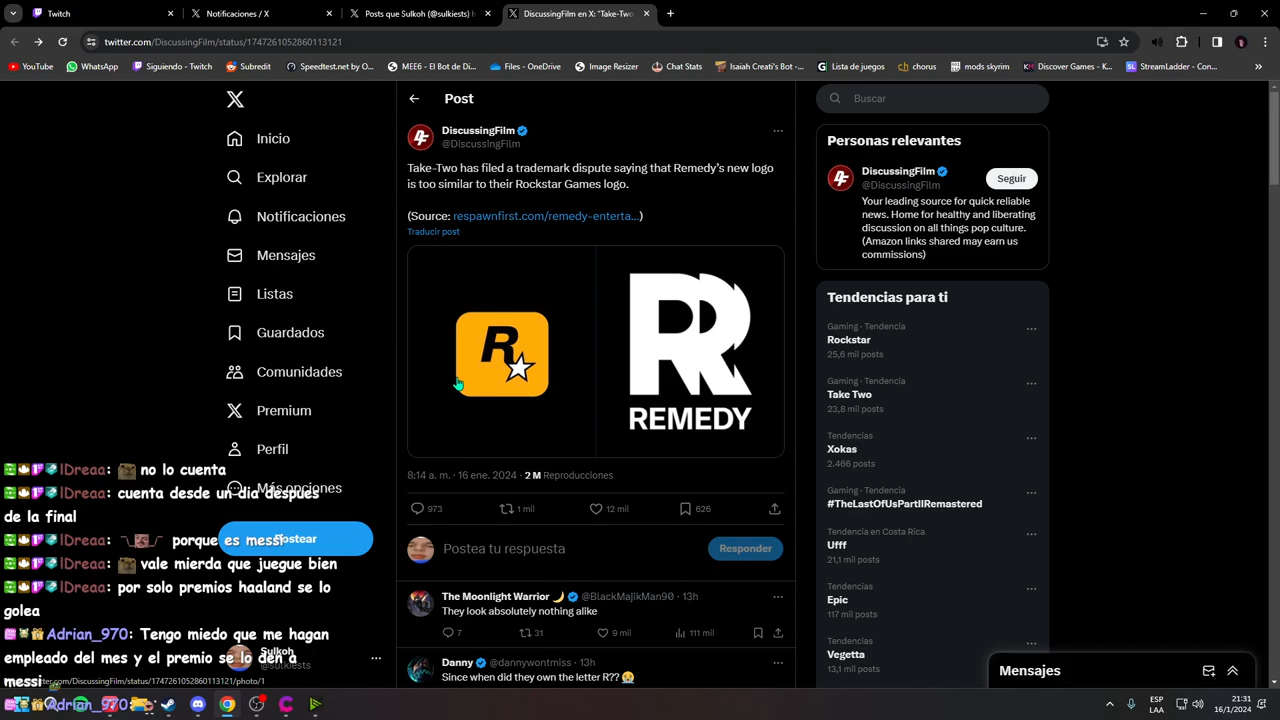 Twitch
Notificaciones / X
Posts que Sulkoh (@sulkiests) h
DiscussingFilm en X: "Take-Two
twitter.com/DiscussingFilm/status/1747261052860113121
YouTube
WhatsApp
Siguiendo - Twitch
Subredit
Speedtest.net by O...
MEE6 - El Bot de Di...
Files - OneDrive
Image Resizer
Chat Stats
Isaiah Creati's Bot -...
Lista de juegos
chorus
mods skyrim
Discover Games - K...
StreamLadder - Con...
Inicio
Explorar
Notificaciones
Mensajes
Listas
Guardados
Comunidades
Premium
Perfil
Más opciones
Postear
Sulkoh
@sulkiests
Post
DiscussingFilm
@DiscussingFilm
Take-Two has filed a trademark dispute saying that Remedy's new logo
is too similar to their Rockstar Games logo.
(Source: respawnfirst.com/remedy-enterta...)
Traducir post
R
R
REMEDY
8:14 a. m. · 16 ene. 2024 · 2 M Reproducciones
973
1 mil
12 mil
626
Postea tu respuesta
Responder
The Moonlight Warrior @BlackMajikMan90 · 13h
They look absolutely nothing alike
7
31
9 mil
111 mil
Danny @dannywontmiss · 13h
Since when did they own the letter R??
Buscar
Personas relevantes
DiscussingFilm
@DiscussingFilm
Seguir
Your leading source for quick reliable
news. Home for healthy and liberating
discussion on all things pop culture.
(Amazon links shared may earn us
commissions)
Tendencias para ti
Gaming · Tendencia
Rockstar
25,6 mil posts
Gaming · Tendencia
Take Two
23,8 mil posts
Tendencias
Xokas
2.466 posts
Gaming · Tendencia
#TheLastOfUsPartIIRemastered
Tendencia en Costa Rica
Ufff
21,1 mil posts
Tendencias
Epic
117 mil posts
Tendencias
Vegetta
13,1 mil posts
Mensajes
lDreaa: no lo cuenta
lDreaa: cuenta desde un dia despues
de la final
lDreaa: porque es messi
lDreaa: ni mierda que juegue bien
lDreaa: por solo premios haaland se lo
golea
Adrian_970: Tengo miedo que me hagan
empleado del mes y el premio se lo den a
messi
Adrian_970:
twitter.com/DiscussingFilm/status/1747261052860113121/photo/1
ESP
LAA
21:31
16/1/2024